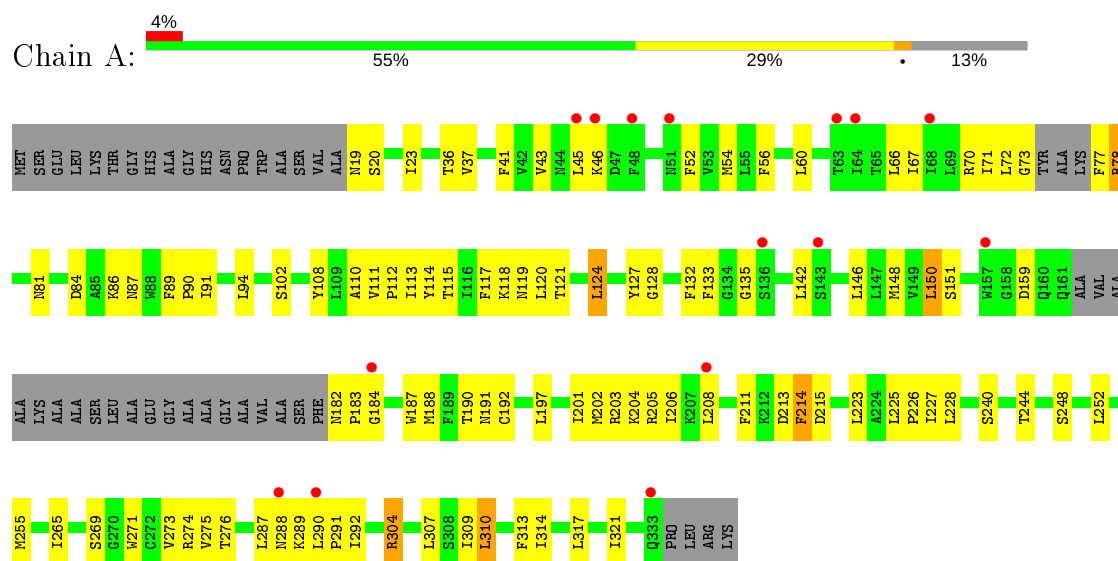 4%
Chain A:
55% 29% • 13%
MET SER GLU LEU LYS THR GLY HIS ALA GLY HIS ASN PRO TRP ALA SER VAL ALA N19 S20 I23 T36 V37 F41 V42 V43 N44 L45 K46 D47 F48 N51 F52 V53 M54 L55 F56 L60 T63 I64 T65 L66 I67 I68 L69 R70 I71 L72 G73 TYR ALA LYS F77 R78
N81 D84 A85 K86 N87 W88 F89 P90 I91 L94 S102 Y108 L109 A110 V111 P112 I113 Y114 T115 I116 F117 K118 N119 L120 T121 L124 Y127 G128 F132 F133 G134 G135 S136 L142 S143 L146 L147 M148 V149 L150 S151 W157 G158 D159 Q160 Q161 ALA VAL ALA
ALA LYS ALA ALA SER LEU ALA GLU GLY ALA ALA GLY ALA VAL ALA SER PHE N182 P183 G184 W187 M188 F189 T190 N191 C192 L197 I201 M202 R203 K204 R205 I206 K207 L208 F211 K212 D213 F214 D215 L223 A224 L225 P226 I227 L228 S240 T244 S248 L252
M255 I265 S269 G270 W271 C272 V273 R274 V275 T276 L287 N288 K289 L290 P291 I292 R304 L307 S308 I309 L310 F313 I314 L317 I321 Q333 PRO LEU ARG LYS